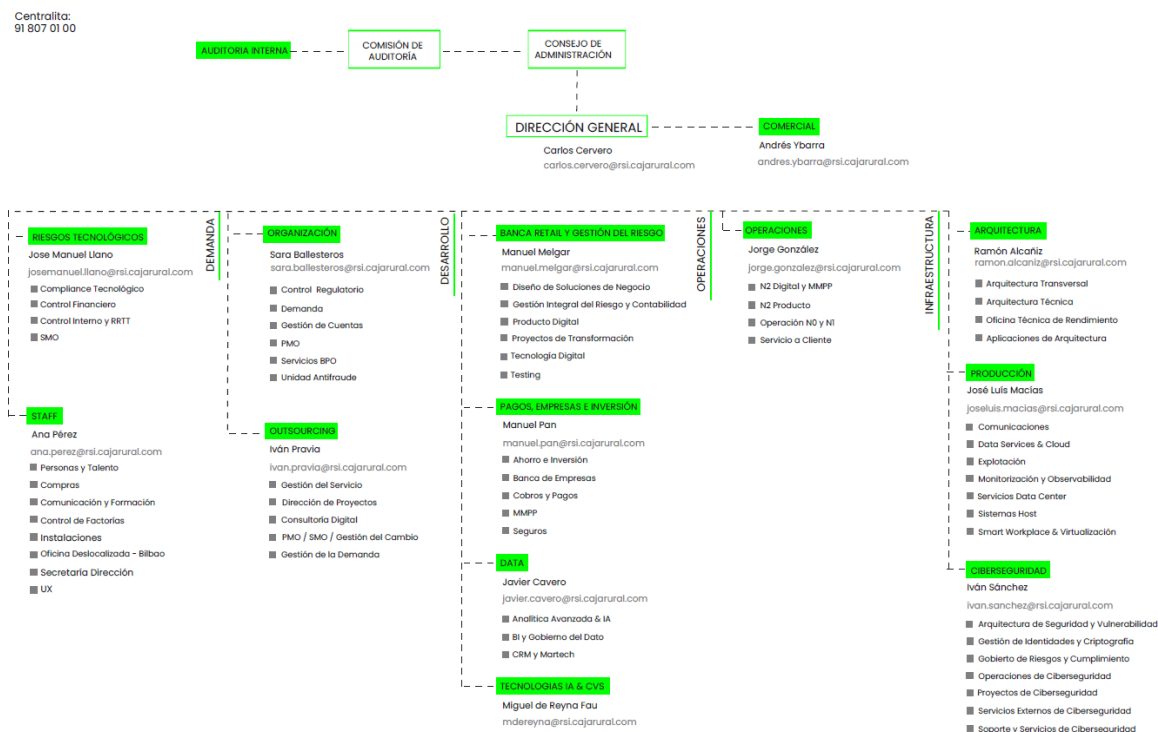 Centralita:
91 807 01 00
AUDITORIA INTERNA
COMISIÓN DE
AUDITORÍA
CONSEJO DE
ADMINISTRACIÓN
DIRECCIÓN GENERAL
Carlos Cervero
carlos.cervero@rsi.cajarural.com
COMERCIAL
Andrés Ybarra
andres.ybarra@rsi.cajarural.com
RIESGOS TECNOLÓGICOS
Jose Manuel Llano
josemanuel.llano@rsi.cajarural.com
Compliance Tecnológico
Control Financiero
Control Interno y RRTT
SMO
STAFF
Ana Pérez
ana.perez@rsi.cajarural.com
Personas y Talento
Compras
Comunicación y Formación
Control de Factorías
Instalaciones
Oficina Deslocalizada - Bilbao
Secretaría Dirección
UX
DEMANDA
ORGANIZACIÓN
Sara Ballesteros
sara.ballesteros@rsi.cajarural.com
Control Regulatorio
Demanda
Gestión de Cuentas
PMO
Servicios BPO
Unidad Antifraude
OUTSOURCING
Iván Pravia
ivan.pravia@rsi.cajarural.com
Gestión del Servicio
Dirección de Proyectos
Consultoria Digital
PMO / SMO / Gestión del Cambio
Gestión de la Demanda
DESARROLLO
BANCA RETAIL Y GESTIÓN DEL RIESGO
Manuel Melgar
manuel.melgar@rsi.cajarural.com
Diseño de Soluciones de Negocio
Gestión Integral del Riesgo y Contabilidad
Producto Digital
Proyectos de Transformación
Tecnología Digital
Testing
PAGOS, EMPRESAS E INVERSIÓN
Manuel Pan
manuel.pan@rsi.cajarural.com
Ahorro e Inversión
Banca de Empresas
Cobros y Pagos
MMPP
Seguros
DATA
Javier Cavero
javier.cavero@rsi.cajarural.com
Analítica Avanzada & IA
BI y Gobierno del Dato
CRM y Martech
TECNOLOGIAS IA & CVS
Miguel de Reyna Fau
mdereyna@rsi.cajarural.com
OPERACIONES
OPERACIONES
Jorge González
jorge.gonzalez@rsi.cajarural.com
N2 Digital y MMPP
N2 Producto
Operación N0 y N1
Servicio a Cliente
INFRAESTRUCTURA
ARQUITECTURA
Ramón Alcañiz
ramon.alcaniz@rsi.cajarural.com
Arquitectura Transversal
Arquitectura Técnica
Oficina Técnica de Rendimiento
Aplicaciones de Arquitectura
PRODUCCIÓN
José Luis Macías
joseluis.macias@rsi.cajarural.com
Comunicaciones
Data Services & Cloud
Explotación
Monitorización y Observabilidad
Servicios Data Center
Sistemas Host
Smart Workplace & Virtualización
CIBERSEGURIDAD
Iván Sánchez
ivan.sanchez@rsi.cajarural.com
Arquitectura de Seguridad y Vulnerabilidad
Gestión de Identidades y Criptografía
Gobierto de Riesgos y Cumplimiento
Operaciones de Ciberseguridad
Proyectos de Ciberseguridad
Servicios Externos de Ciberseguridad
Soporte y Servicios de Ciberseguridad